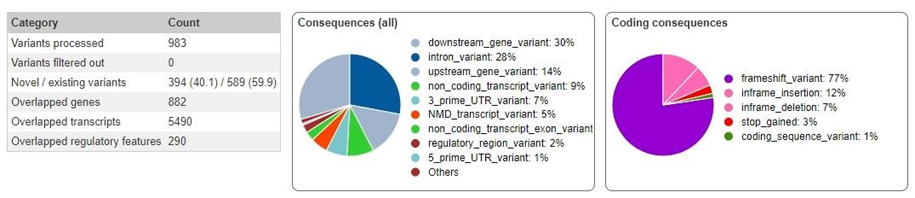 Category Count
Variants processed 983
Variants filtered out 0
Novel / existing variants 394 (40.1) / 589 (59.9)
Overlapped genes 882
Overlapped transcripts 5490
Overlapped regulatory features 290
Consequences (all)
downstream_gene_variant: 30%
intron_variant: 28%
upstream_gene_variant: 14%
non_coding_transcript_variant: 9%
3_prime_UTR_variant: 7%
NMD_transcript_variant: 5%
non_coding_transcript_exon_variant
regulatory_region_variant: 2%
5_prime_UTR_variant: 1%
Others
Coding consequences
frameshift_variant: 77%
inframe_insertion: 12%
inframe_deletion: 7%
stop_gained: 3%
coding_sequence_variant: 1%